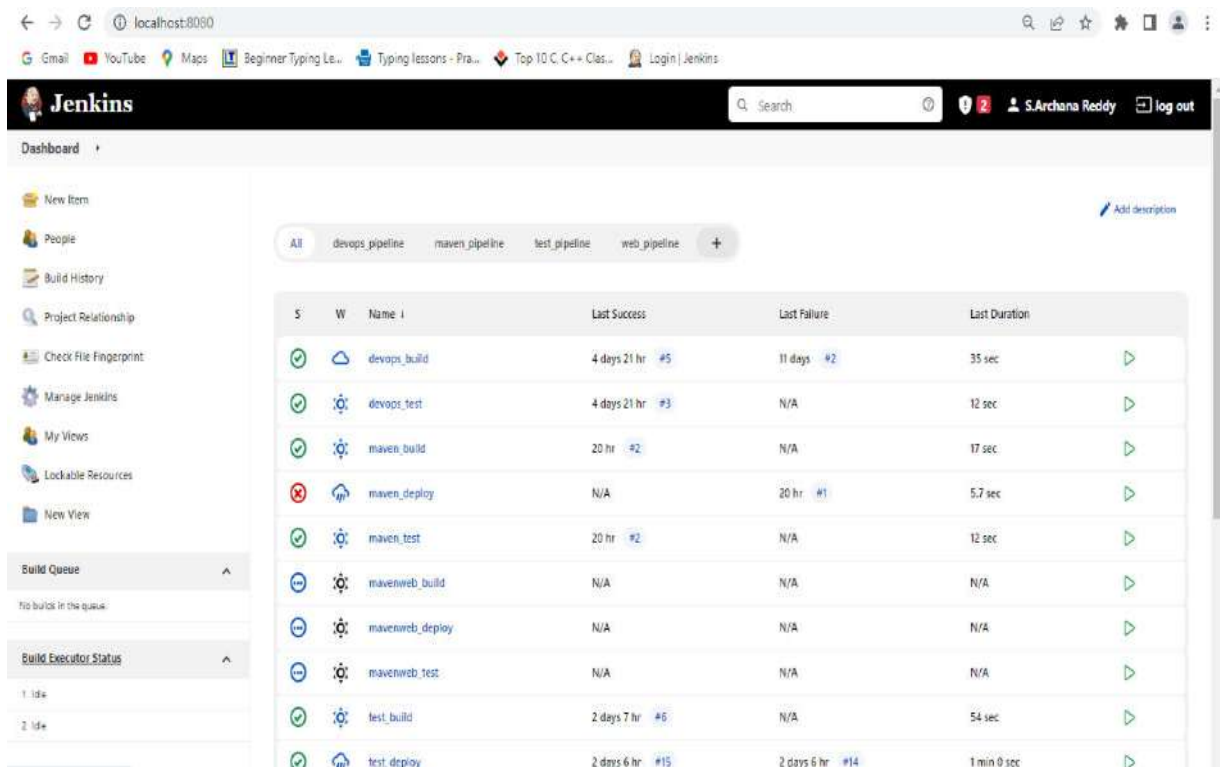 localhost:8080
Gmail YouTube Maps Beginner Typing Le... Typing lessons - Pra... Top 10 C, C++ Clas... Login | Jenkins
Jenkins Search 2 S.Archana Reddy log out
Dashboard
New Item
People
Build History
Project Relationship
Check File Fingerprint
Manage Jenkins
My Views
Lockable Resources
New View
Build Queue
No builds in the queue.
Build Executor Status
1 Idle
2 Idle
Add description
All devops_pipeline maven_pipeline test_pipeline web_pipeline +
S W Name ↓ Last Success Last Failure Last Duration
devops_build 4 days 21 hr #5 11 days #2 35 sec
devops_test 4 days 21 hr #3 N/A 12 sec
maven_build 20 hr #2 N/A 17 sec
maven_deploy N/A 20 hr #1 5.7 sec
maven_test 20 hr #2 N/A 12 sec
mavenweb_build N/A N/A N/A
mavenweb_deploy N/A N/A N/A
mavenweb_test N/A N/A N/A
test_build 2 days 7 hr #6 N/A 54 sec
test_deploy 2 days 6 hr #15 2 days 6 hr #14 1 min 0 sec